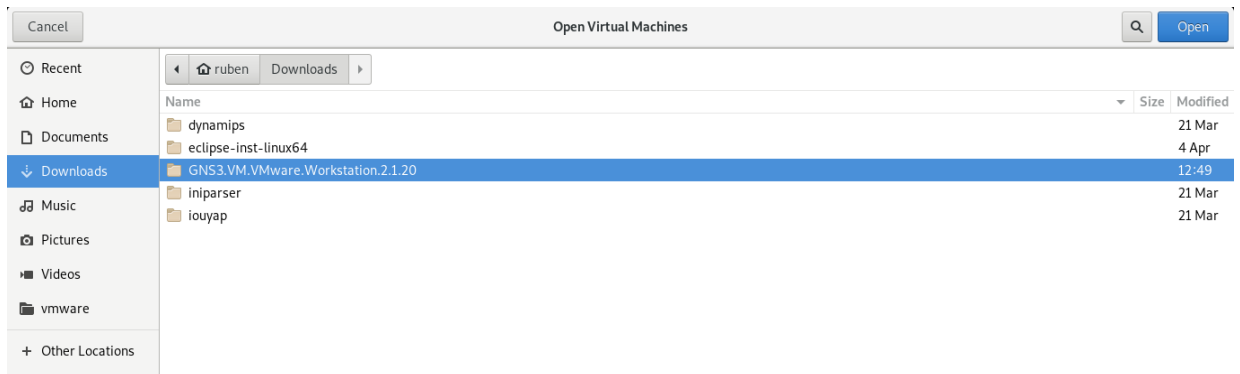 Cancel Open Virtual Machines Open
Recent
Home
Documents
Downloads
Music
Pictures
Videos
vmware
+ Other Locations
ruben Downloads
Name Size Modified
dynamips 21 Mar
eclipse-inst-linux64 4 Apr
GNS3.VM.VMware.Workstation.2.1.20 12:49
iniparser 21 Mar
iouyap 21 Mar